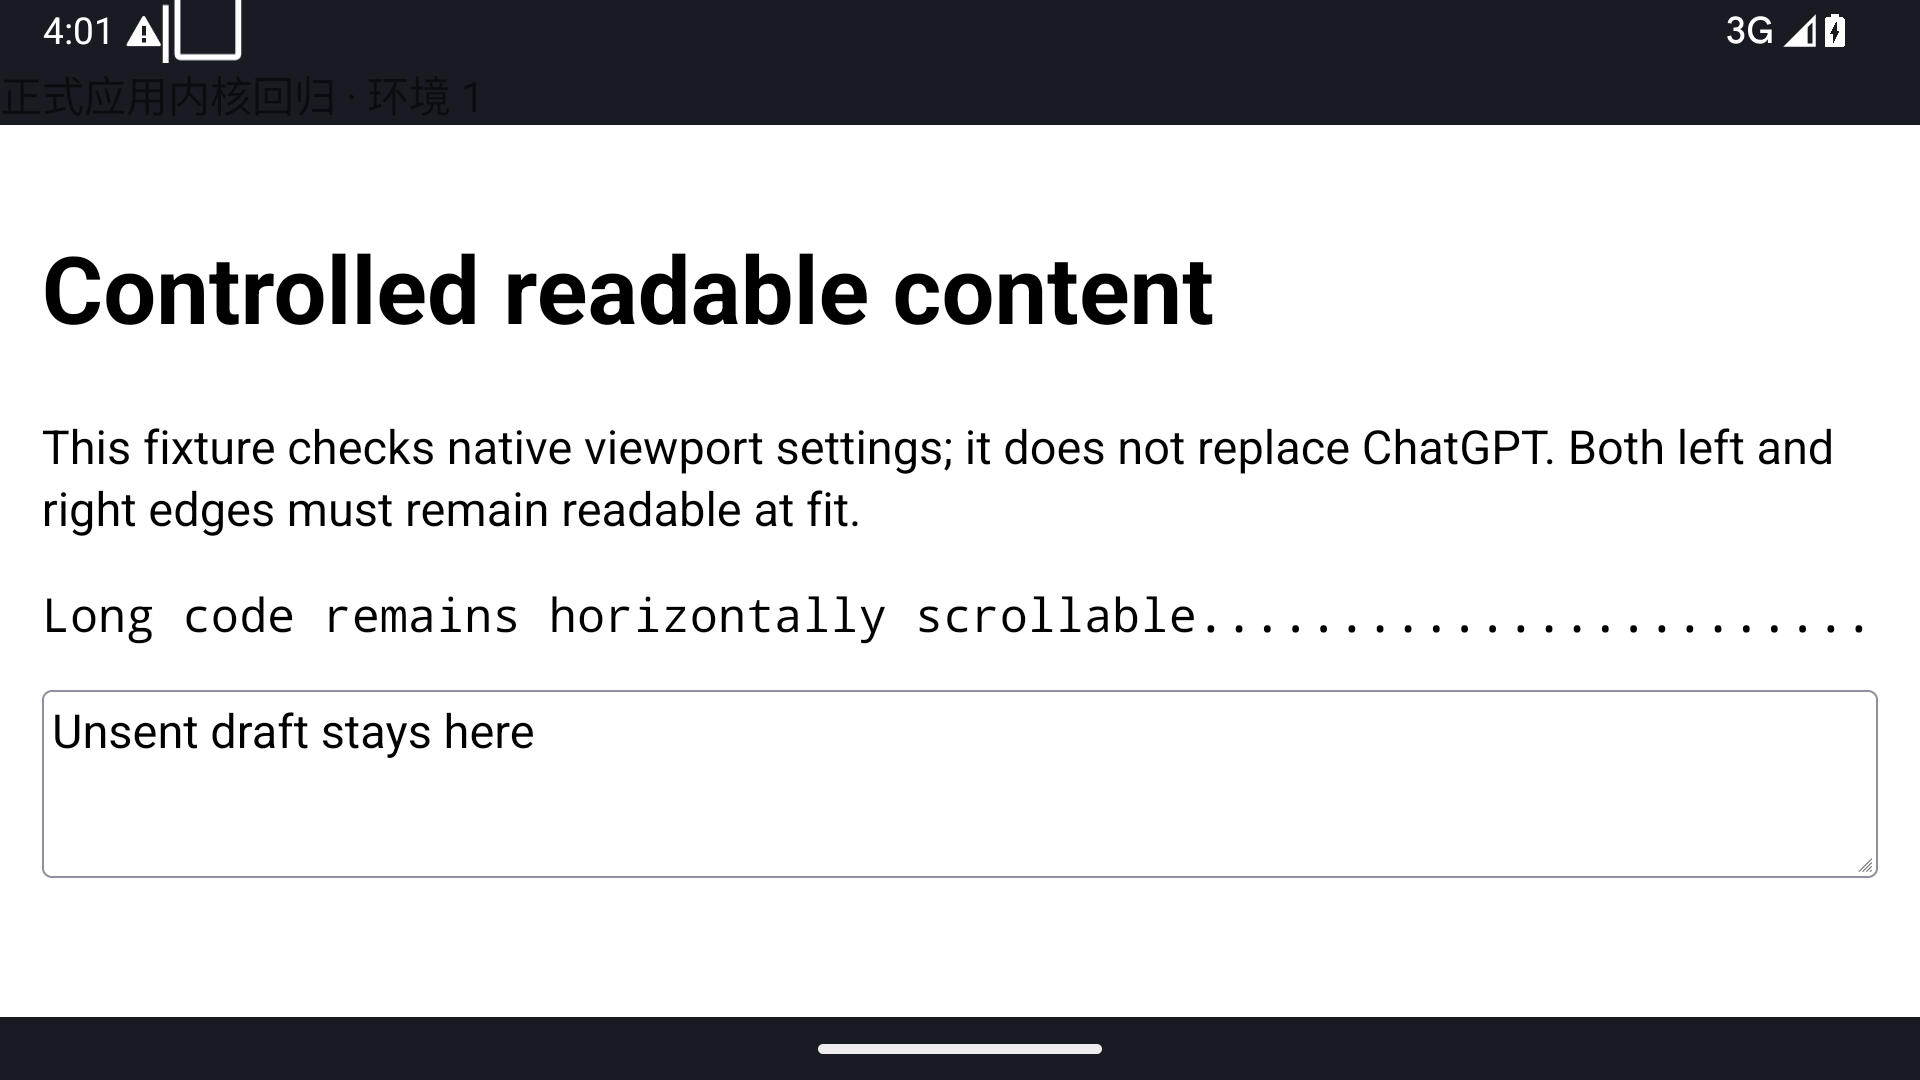 4:01
3G
正式应用内核回归 · 环境 1
Controlled readable content
This fixture checks native viewport settings; it does not replace ChatGPT. Both left and
right edges must remain readable at fit.
Long code remains horizontally scrollable........................
Unsent draft stays here